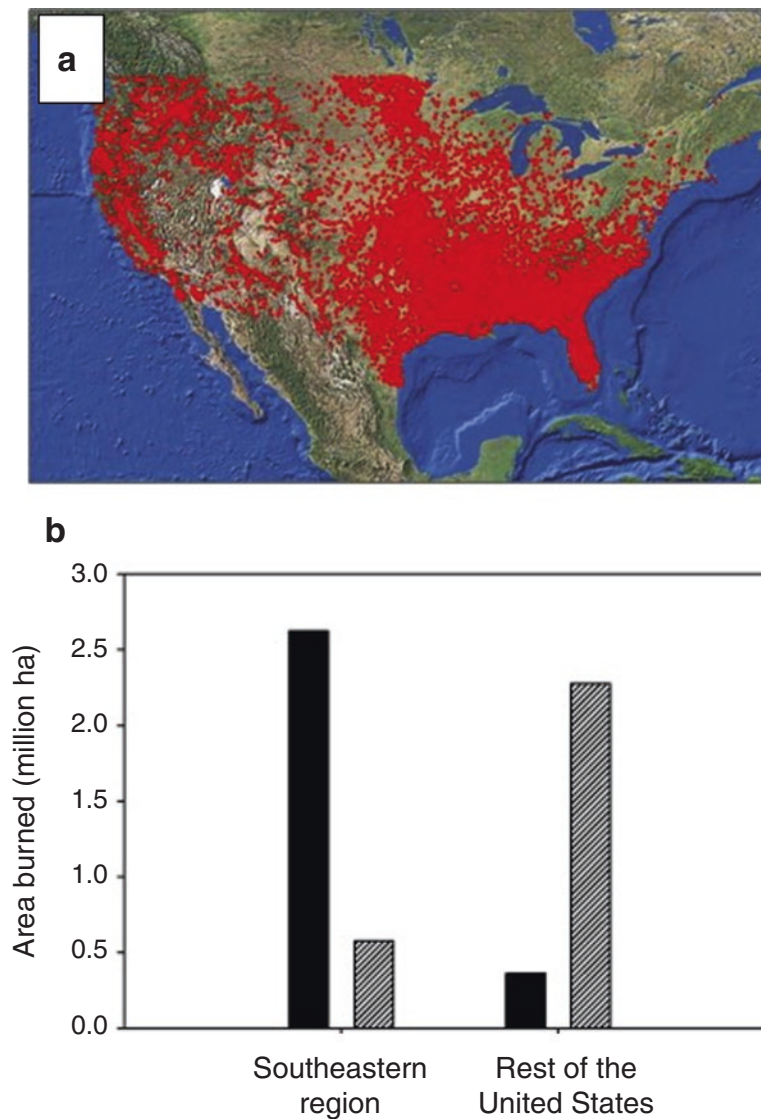 a
b
3.0
2.5
2.0
1.5
1.0
0.5
0.0
Area burned (million ha)
Southeastern
region
Rest of the
United States